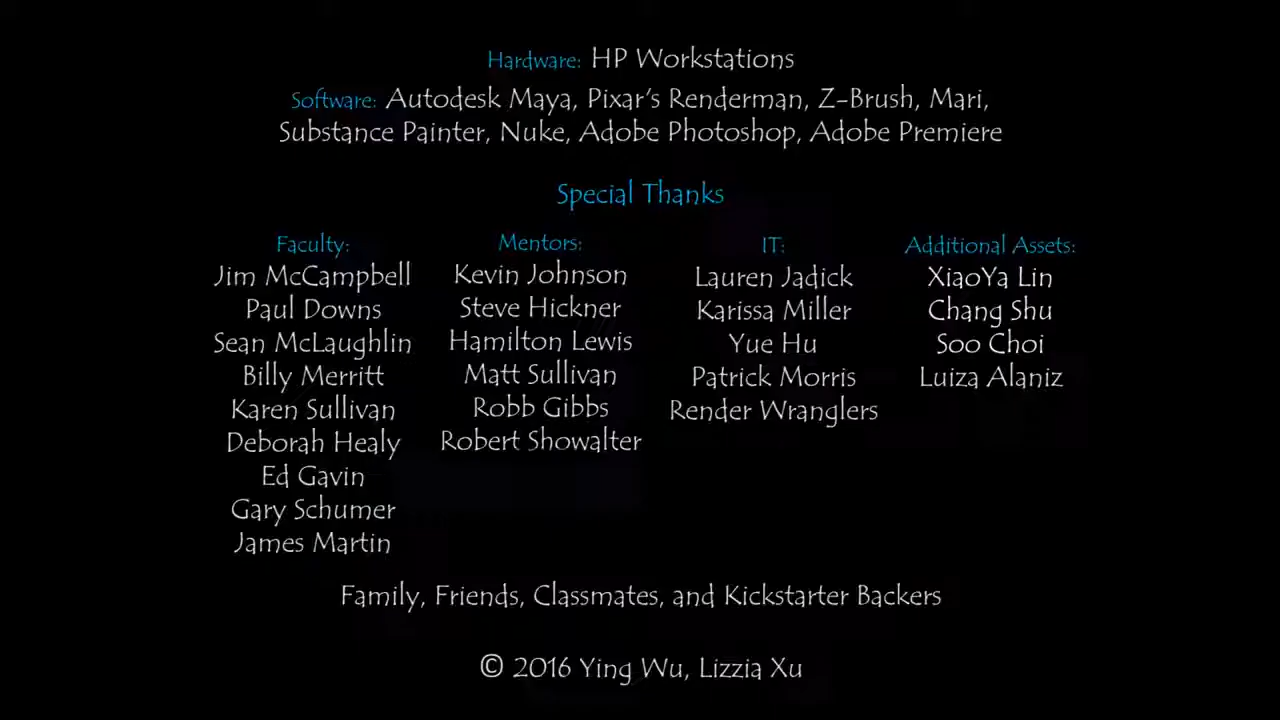 Hardware: HP Workstations
Software: Autodesk Maya, Pixar's Renderman, Z-Brush, Mari,
Substance Painter, Nuke, Adobe Photoshop, Adobe Premiere
Special Thanks
Faculty:
Jim McCampbell
Paul Downs
Sean McLaughlin
Billy Merritt
Karen Sullivan
Deborah Healy
Ed Gavin
Gary Schumer
James Martin
Mentors:
Kevin Johnson
Steve Hickner
Hamilton Lewis
Matt Sullivan
Robb Gibbs
Robert Showalter
IT:
Lauren Jadick
Karissa Miller
Yue Hu
Patrick Morris
Render Wranglers
Additional Assets:
XiaoYa Lin
Chang Shu
Soo Choi
Luiza Alaniz
Family, Friends, Classmates, and Kickstarter Backers
© 2016 Ying Wu, Lizzia Xu